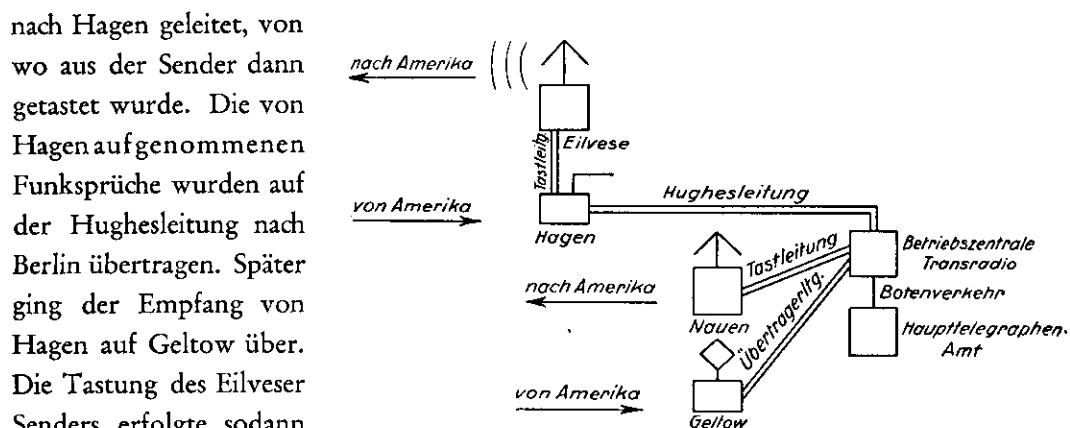 nach Hagen geleitet, von
wo aus der Sender dann
getastet wurde. Die von
Hagen aufgenommenen
Funksprüche wurden auf
der Hughesleitung nach
Berlin übertragen. Später
ging der Empfang von
Hagen auf Geltow über.
Die Tastung des Eilveser
Senders erfolgte sodann
nach Amerika
Tastleitg.
Eilvese
von Amerika
Hagen
Hughesleitung
Betriebszentrale
Transradio
Tastleitung
nach Amerika
Nauen
Botenverkehr
Haupttelegraphen-
Amt
Übertragerltg.
von Amerika
Geltow